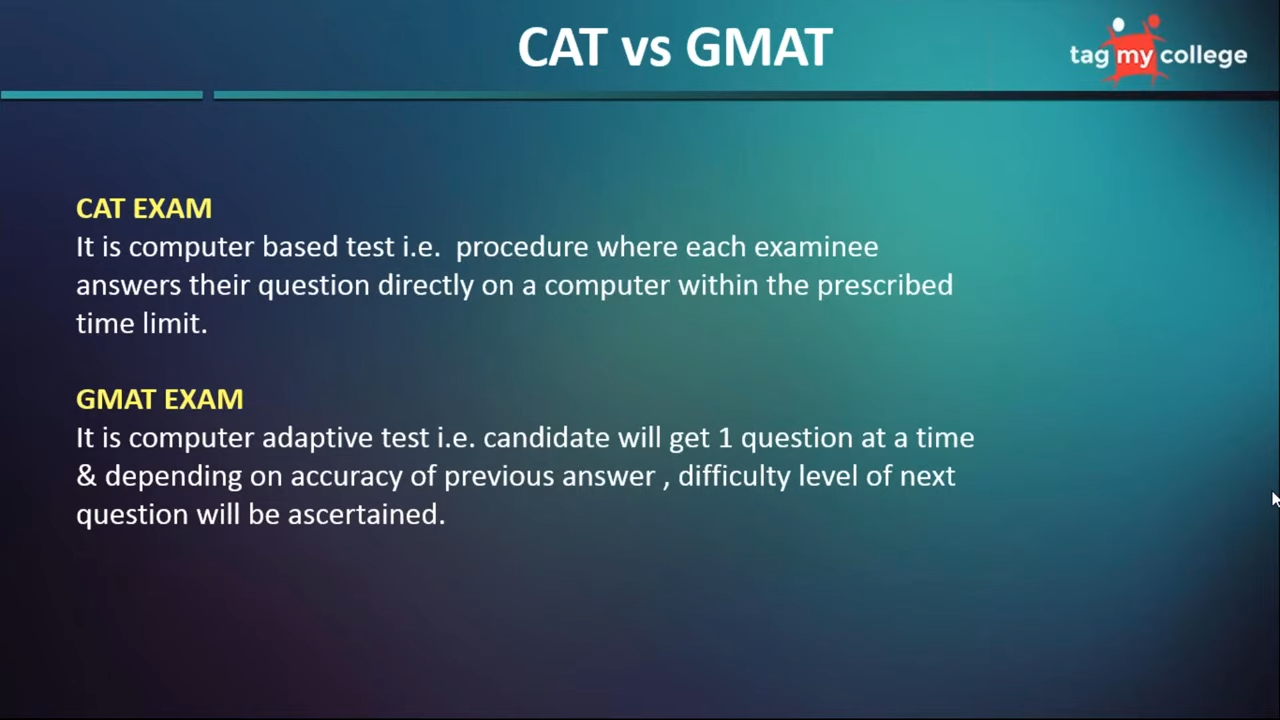 CAT vs GMAT
tag my college
CAT EXAM
It is computer based test i.e.  procedure where each examinee
answers their question directly on a computer within the prescribed
time limit.
GMAT EXAM
It is computer adaptive test i.e. candidate will get 1 question at a time
& depending on accuracy of previous answer , difficulty level of next
question will be ascertained.